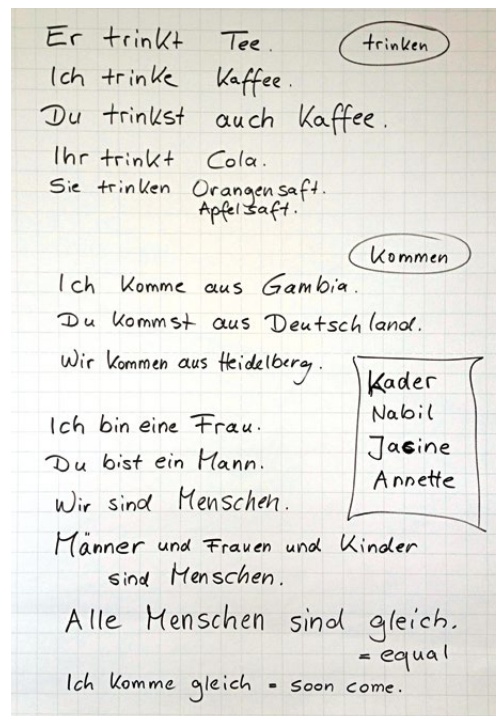 Er trinkt Tee. trinken
Ich trinke Kaffee.
Du trinkst auch Kaffee.
Ihr trinkt Cola.
Sie trinken Orangensaft.
Apfelsaft.
kommen
Ich komme aus Gambia.
Du kommst aus Deutschland.
Wir kommen aus Heidelberg.
Kader
Nabil
Jasine
Annette
Ich bin eine Frau.
Du bist ein Mann.
Wir sind Menschen.
Männer und Frauen und Kinder
sind Menschen.
Alle Menschen sind gleich.
= equal
Ich komme gleich = soon come.